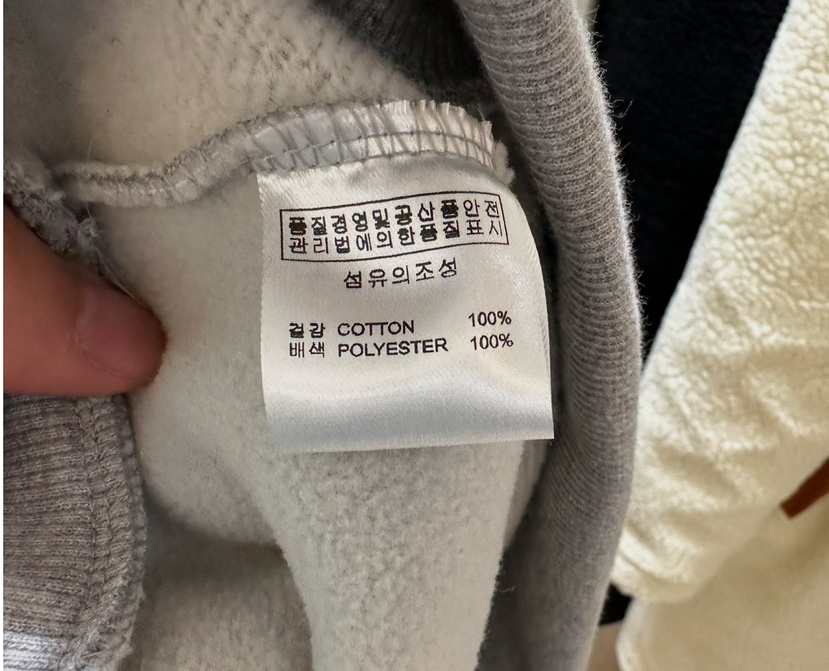 품질경영및공산품안전
관리법에의한품질표시
섬유의조성
겉감 COTTON 100%
배색 POLYESTER 100%